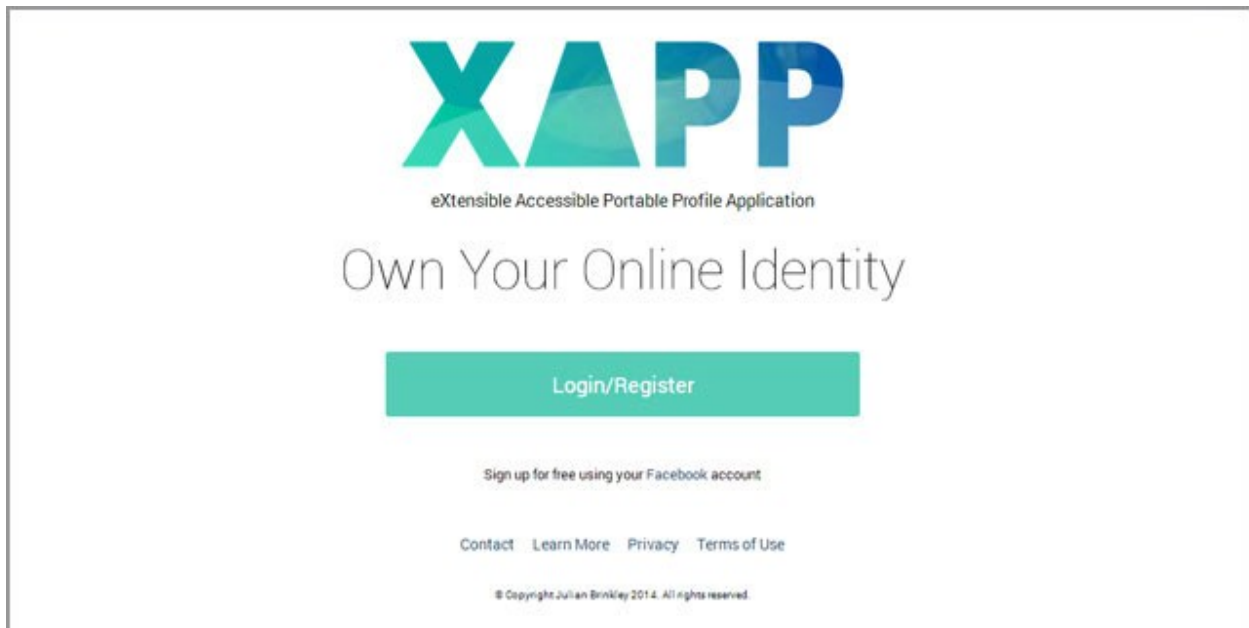 XAPP
eXtensible Accessible Portable Profile Application
Own Your Online Identity
Login/Register
Sign up for free using your Facebook account
Contact Learn More Privacy Terms of Use
© Copyright Julian Brinkley 2014. All rights reserved.